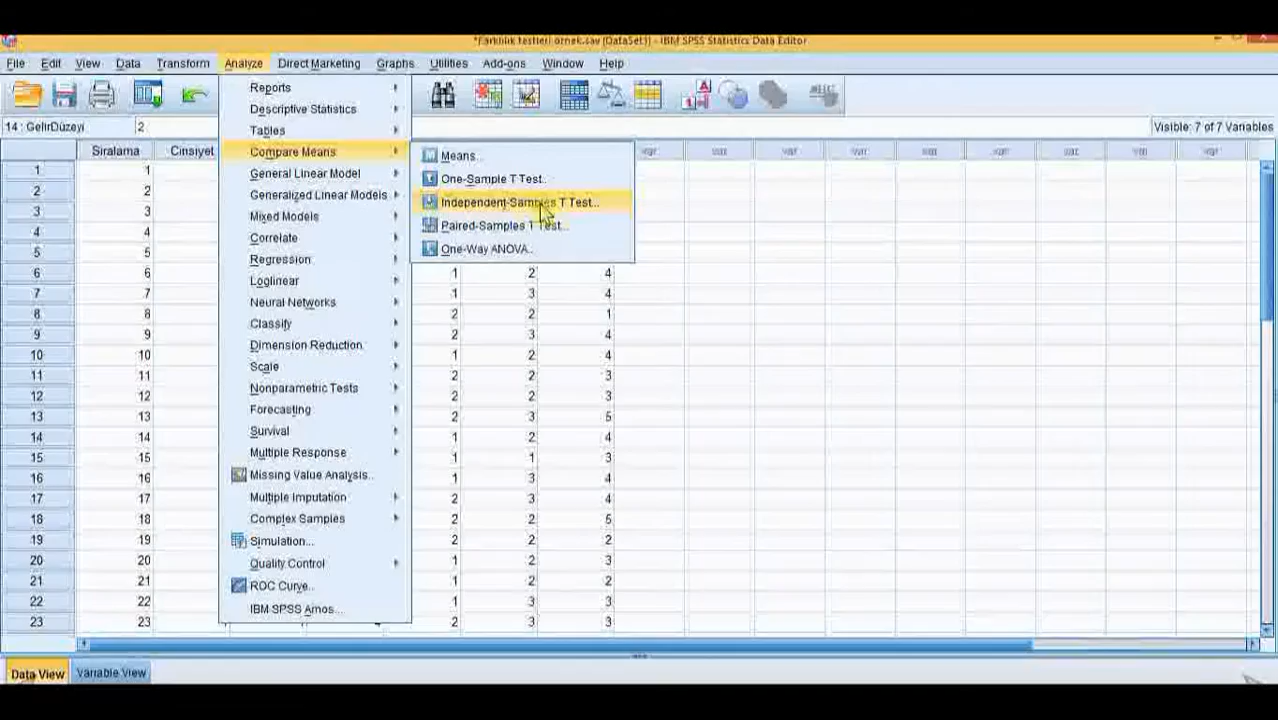 *Farklılık testleri örnek.sav [DataSet1] - IBM SPSS Statistics Data Editor
File Edit View Data Transform Analyze Direct Marketing Graphs Utilities Add-ons Window Help
14 : GelirDüzeyi 2 Visible: 7 of 7 Variables
Siralama Cinsiyet var var var var var var var var var
Reports
Descriptive Statistics
Tables
Compare Means
General Linear Model
Generalized Linear Models
Mixed Models
Correlate
Regression
Loglinear
Neural Networks
Classify
Dimension Reduction
Scale
Nonparametric Tests
Forecasting
Survival
Multiple Response
Missing Value Analysis...
Multiple Imputation
Complex Samples
Simulation...
Quality Control
ROC Curve...
IBM SPSS Amos...
Means...
One-Sample T Test...
Independent-Samples T Test...
Paired-Samples T Test...
One-Way ANOVA...
1 1
2 2
3 3
4 4
5 5
6 6 1 2 4
7 7 1 3 4
8 8 2 2 1
9 9 2 3 4
10 10 1 2 4
11 11 2 2 3
12 12 2 2 3
13 13 2 3 5
14 14 1 2 4
15 15 1 1 3
16 16 1 3 4
17 17 2 3 4
18 18 2 2 5
19 19 2 2 2
20 20 1 2 3
21 21 1 2 2
22 22 1 3 3
23 23 2 3 3
Data View Variable View